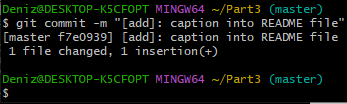 Deniz@DESKTOP-K5CFOPT MINGW64 ~/Part3 (master)
$ git commit -m "[add]: caption into README file"
[master f7e0939] [add]: caption into README file
 1 file changed, 1 insertion(+)
Deniz@DESKTOP-K5CFOPT MINGW64 ~/Part3 (master)
$